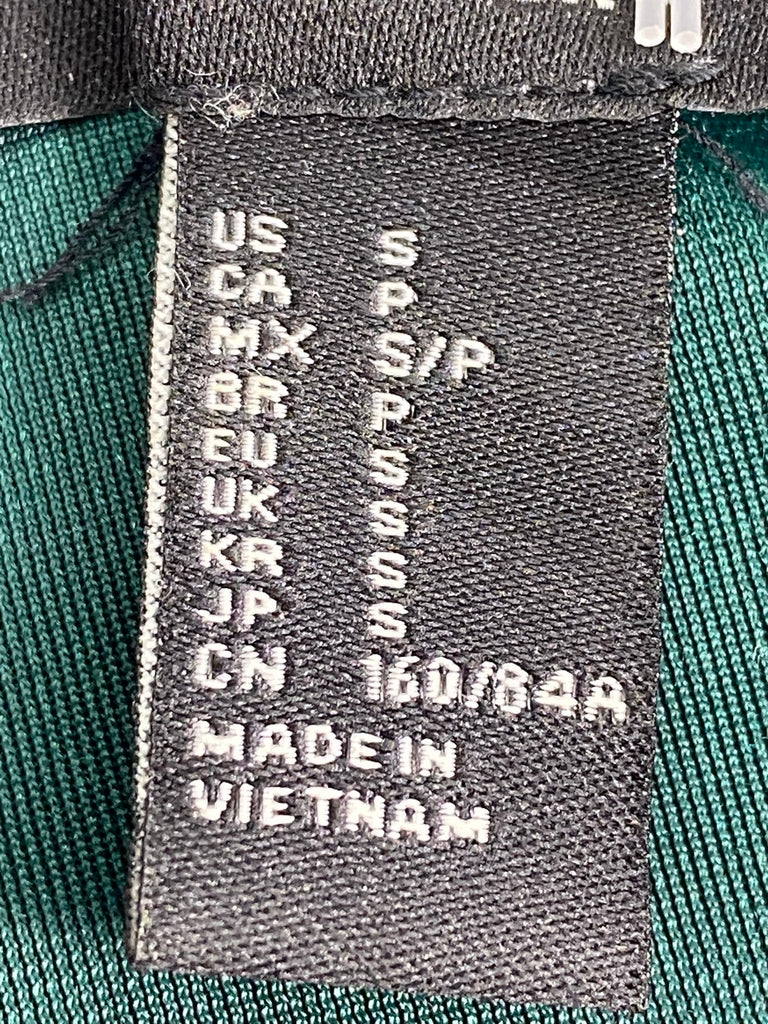 US S
CA P
MX S/P
BR P
EU S
UK S
KR S
JP S
CN 160/84A
MADE IN
VIETNAM